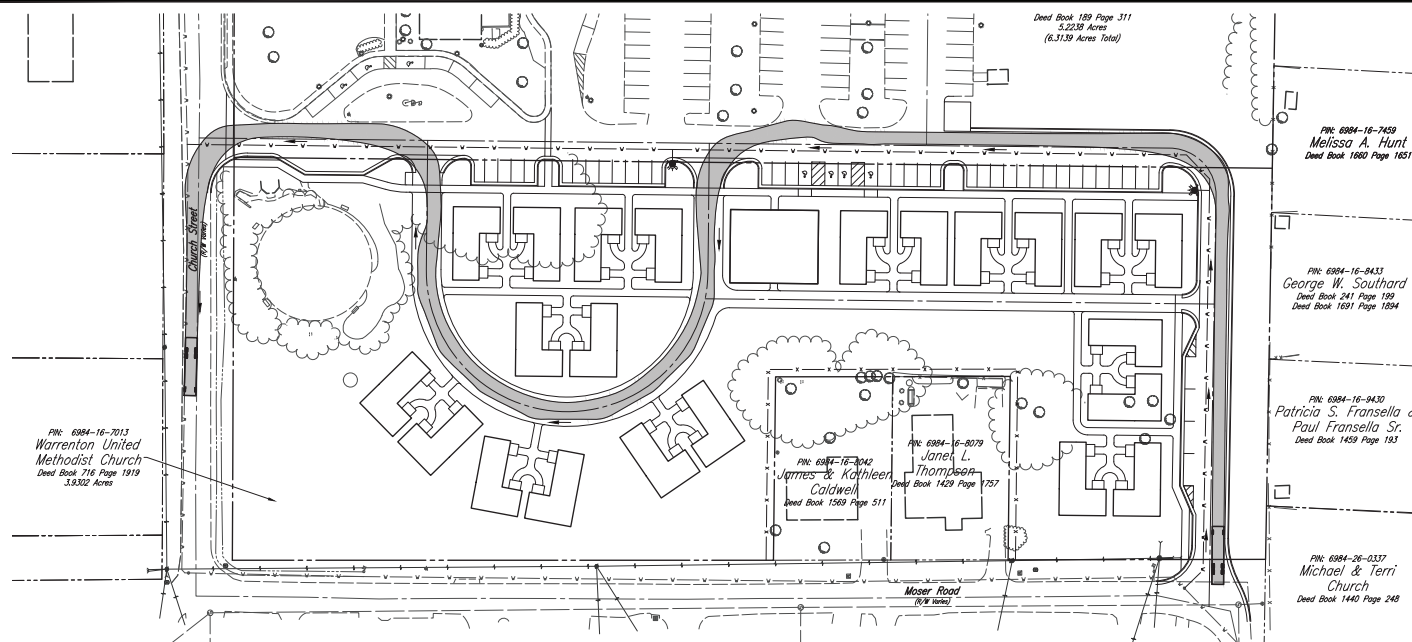 Deed Book 189 Page 311
5.2238 Acres
(6.3139 Acres Total)
PIN: 6984-16-7459
Melissa A. Hunt
Deed Book 1660 Page 1651
Church Street
(R/W Varies)
PIN: 6984-16-8433
George W. Southard
Deed Book 241 Page 199
Deed Book 1691 Page 1894
PIN: 6984-16-9430
Patricia S. Fransella &
Paul Fransella Sr.
Deed Book 1459 Page 193
PIN: 6984-16-7013
Warrenton United
Methodist Church
Deed Book 716 Page 1919
3.9302 Acres
PIN: 6984-16-8042
James & Kathleen
Caldwell
Deed Book 1569 Page 511
PIN: 6984-16-8079
Janet L.
Thompson
Deed Book 1429 Page 1757
PIN: 6984-26-0337
Michael & Terri
Church
Deed Book 1440 Page 248
Moser Road
(R/W Varies)